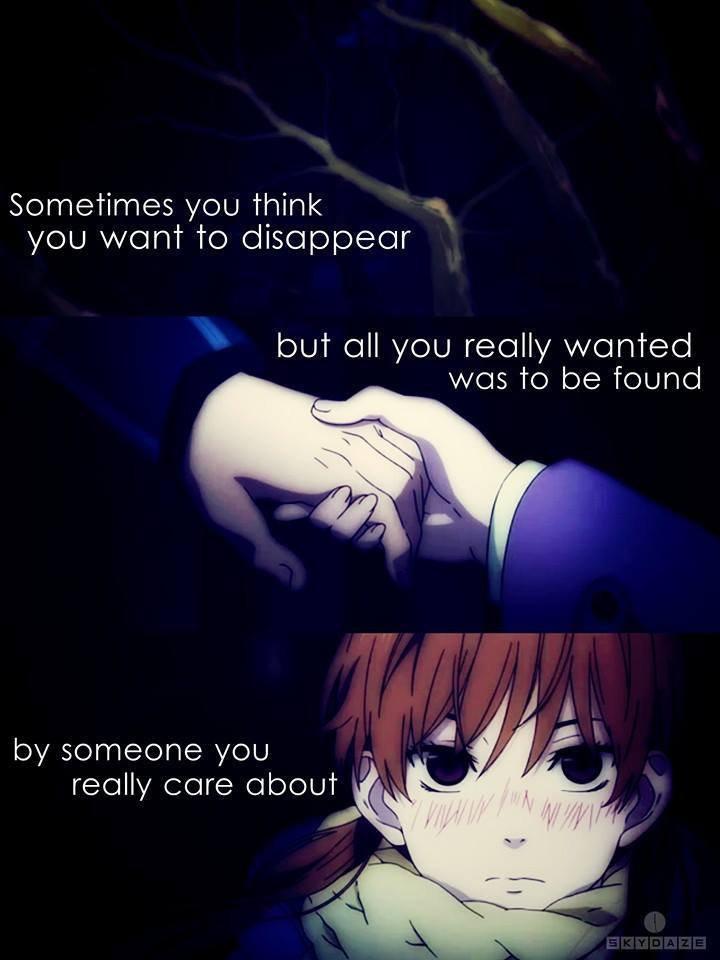 Sometimes you think
you want to disappear
but all you really wanted
was to be found
by someone you
really care about
SKYDAZE